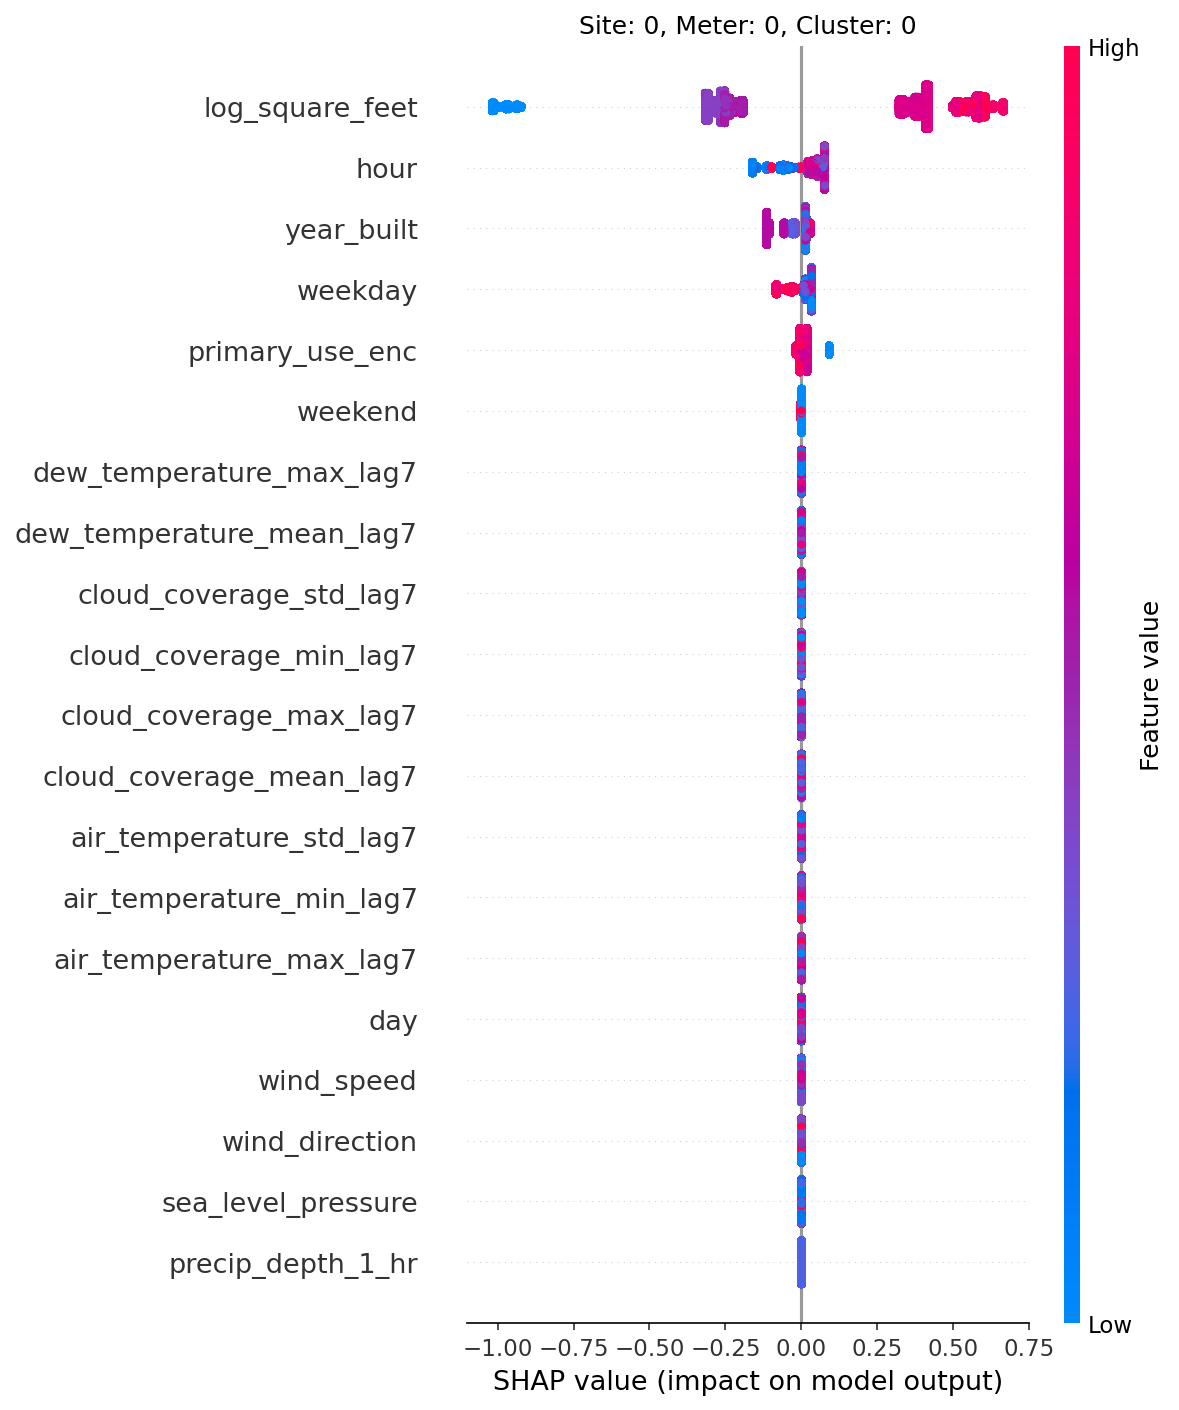 Site: 0, Meter: 0, Cluster: 0
High
log_square_feet
hour
year_built
weekday
primary_use_enc
weekend
dew_temperature_max_lag7
dew_temperature_mean_lag7
cloud_coverage_std_lag7
cloud_coverage_min_lag7
cloud_coverage_max_lag7
cloud_coverage_mean_lag7
air_temperature_std_lag7
air_temperature_min_lag7
air_temperature_max_lag7
day
wind_speed
wind_direction
sea_level_pressure
precip_depth_1_hr
Feature value
Low
−1.00 −0.75 −0.50 −0.25 0.00 0.25 0.50 0.75
SHAP value (impact on model output)